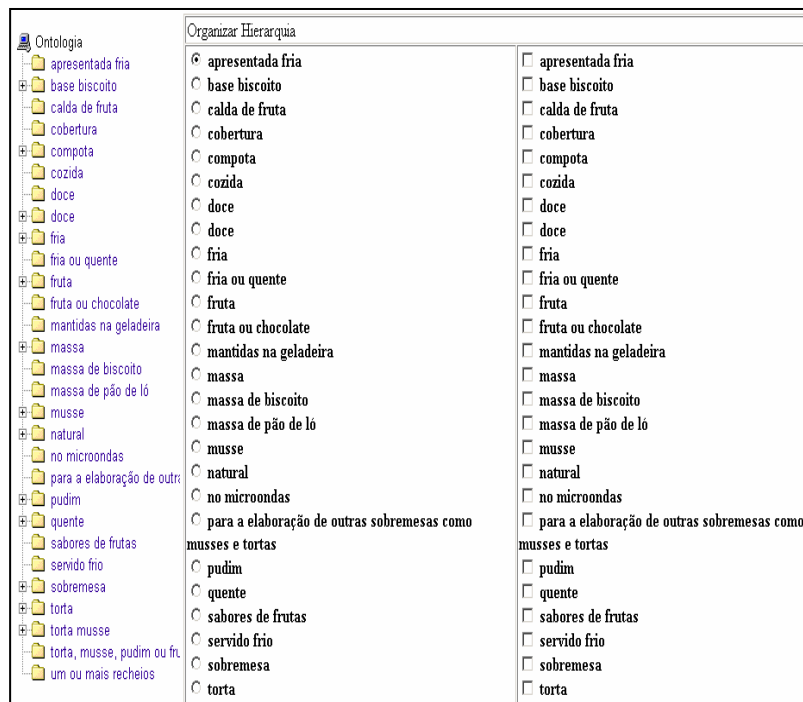 Ontologia
apresentada fria
base biscoito
calda de fruta
cobertura
compota
cozida
doce
doce
fria
fria ou quente
fruta
fruta ou chocolate
mantidas na geladeira
massa
massa de biscoito
massa de pão de ló
musse
natural
no microondas
para a elaboração de outra
pudim
quente
sabores de frutas
servido frio
sobremesa
torta
torta musse
torta, musse, pudim ou fru
um ou mais recheios
Organizar Hierarquia
apresentada fria
base biscoito
calda de fruta
cobertura
compota
cozida
doce
doce
fria
fria ou quente
fruta
fruta ou chocolate
mantidas na geladeira
massa
massa de biscoito
massa de pão de ló
musse
natural
no microondas
para a elaboração de outras sobremesas como
musses e tortas
pudim
quente
sabores de frutas
servido frio
sobremesa
torta
apresentada fria
base biscoito
calda de fruta
cobertura
compota
cozida
doce
doce
fria
fria ou quente
fruta
fruta ou chocolate
mantidas na geladeira
massa
massa de biscoito
massa de pão de ló
musse
natural
no microondas
para a elaboração de outras sobremesas como
musses e tortas
pudim
quente
sabores de frutas
servido frio
sobremesa
torta